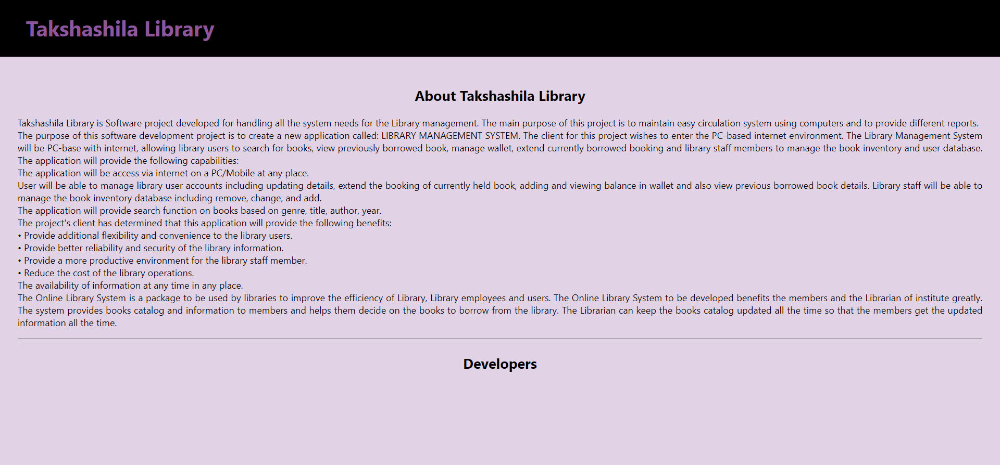 Takshashila Library
About Takshashila Library
Takshashila Library is Software project developed for handling all the system needs for the Library management. The main purpose of this project is to maintain easy circulation system using computers and to provide different reports.
The purpose of this software development project is to create a new application called: LIBRARY MANAGEMENT SYSTEM. The client for this project wishes to enter the PC-based internet environment. The Library Management System
will be PC-base with internet, allowing library users to search for books, view previously borrowed book, manage wallet, extend currently borrowed booking and library staff members to manage the book inventory and user database.
The application will provide the following capabilities:
The application will be access via internet on a PC/Mobile at any place.
User will be able to manage library user accounts including updating details, extend the booking of currently held book, adding and viewing balance in wallet and also view previous borrowed book details. Library staff will be able to
manage the book inventory database including remove, change, and add.
The application will provide search function on books based on genre, title, author, year.
The project's client has determined that this application will provide the following benefits:
• Provide additional flexibility and convenience to the library users.
• Provide better reliability and security of the library information.
• Provide a more productive environment for the library staff member.
• Reduce the cost of the library operations.
The availability of information at any time in any place.
The Online Library System is a package to be used by libraries to improve the efficiency of Library, Library employees and users. The Online Library System to be developed benefits the members and the Librarian of institute greatly.
The system provides books catalog and information to members and helps them decide on the books to borrow from the library. The Librarian can keep the books catalog updated all the time so that the members get the updated
information all the time.
Developers